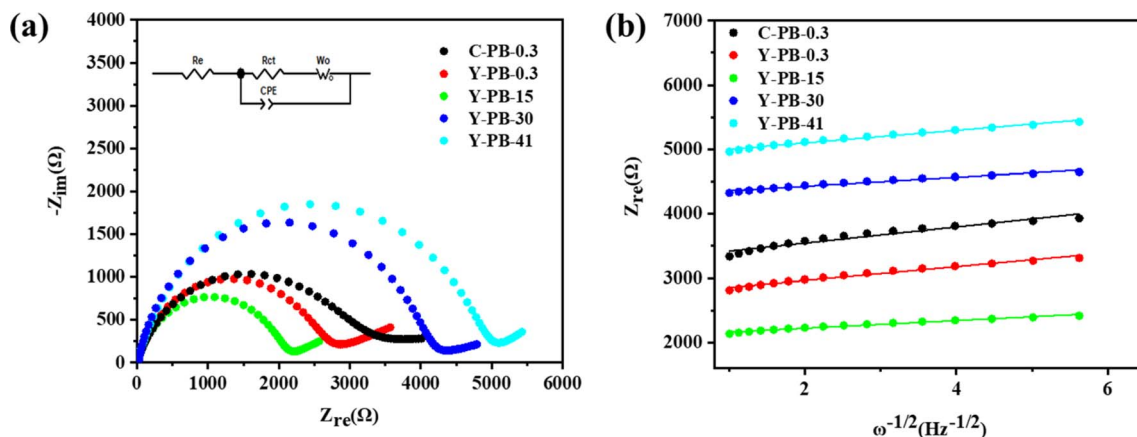 (a)
4000
3500
3000
2500
2000
1500
1000
500
0
-Zim(Ω)
Re
Rct
Wo
CPE
C-PB-0.3
Y-PB-0.3
Y-PB-15
Y-PB-30
Y-PB-41
0 1000 2000 3000 4000 5000 6000
Zre(Ω)
(b)
7000
6000
5000
4000
3000
2000
Zre(Ω)
C-PB-0.3
Y-PB-0.3
Y-PB-15
Y-PB-30
Y-PB-41
2 4 6
ω-1/2(Hz-1/2)